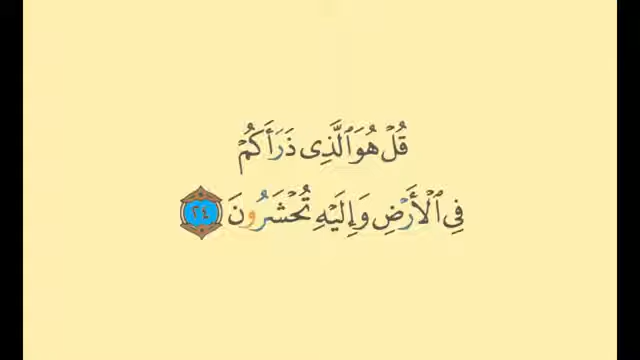 قُلْ هُوَ ٱلَّذِى ذَرَأَكُمْ
فِى ٱلْأَرْضِ وَإِلَيْهِ تُحْشَرُونَ ٢٤